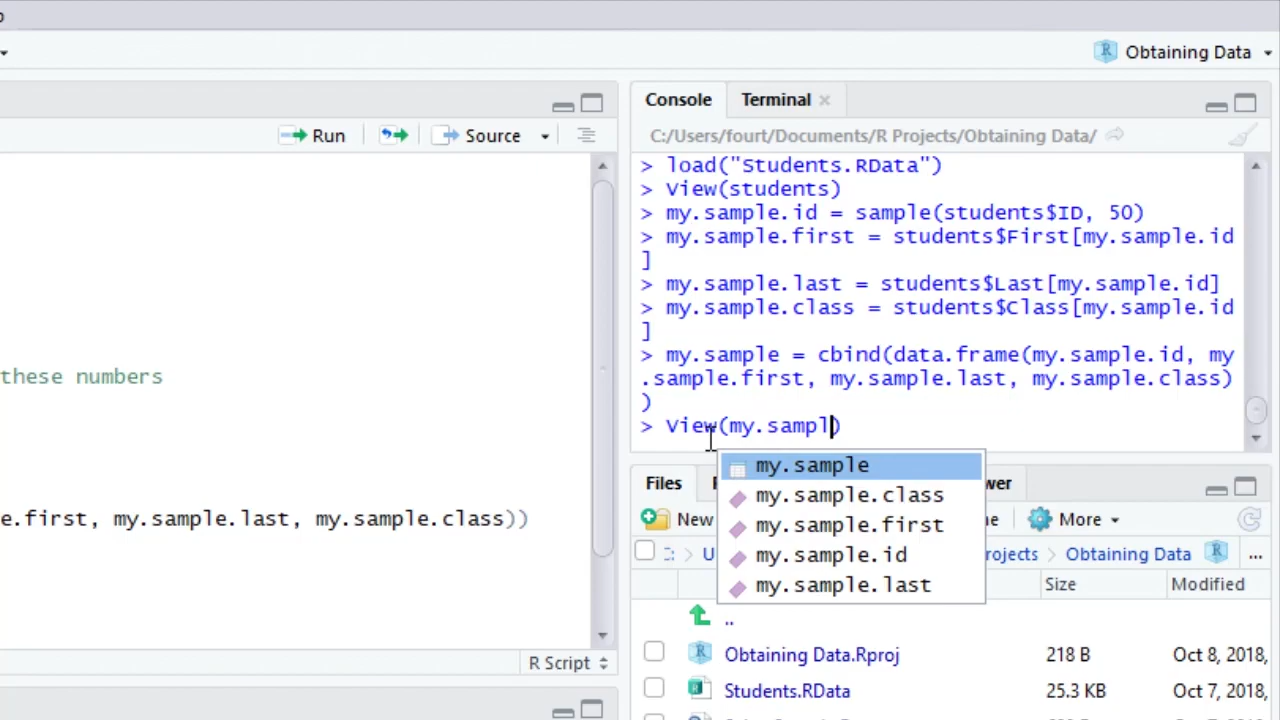 Obtaining Data
Run
Source
these numbers
e.first, my.sample.last, my.sample.class))
R Script
Console
Terminal
C:/Users/fourt/Documents/R Projects/Obtaining Data/
> load("Students.RData")
> View(students)
> my.sample.id = sample(students$ID, 50)
> my.sample.first = students$First[my.sample.id
]
> my.sample.last = students$Last[my.sample.id]
> my.sample.class = students$Class[my.sample.id
]
> my.sample = cbind(data.frame(my.sample.id, my
.sample.first, my.sample.last, my.sample.class)
)
> View(my.sampl)
my.sample
my.sample.class
my.sample.first
my.sample.id
my.sample.last
Files
wer
New
me
More
C: > U
rojects > Obtaining Data
...
Size
Modified
..
Obtaining Data.Rproj
218 B
Oct 8, 2018,
Students.RData
25.3 KB
Oct 7, 2018,